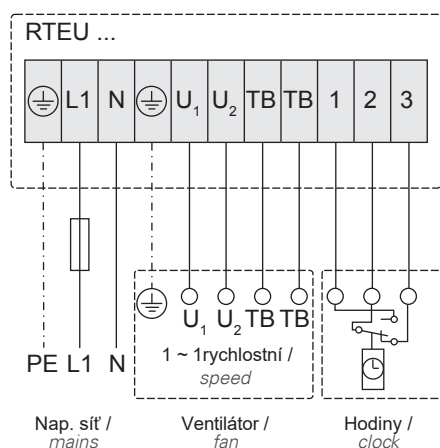 RTEU ...
L1 N U1 U2 TB TB 1 2 3
U1 U2 TB TB
1 ~ 1rychlostní /
speed
PE L1 N
Nap. síť /
mains
Ventilátor /
fan
Hodiny /
clock